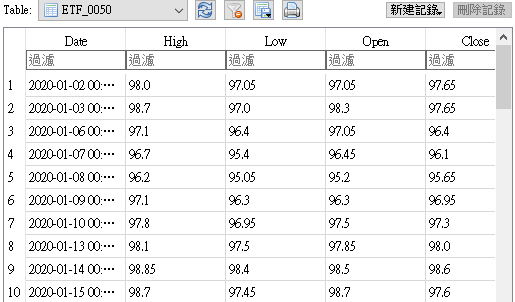 Table: ETF_0050 新建記錄 刪除記錄
Date High Low Open Close
過濾 過濾 過濾 過濾 過濾
1 2020-01-02 00:… 98.0 97.05 97.05 97.65
2 2020-01-03 00:… 98.7 97.0 98.3 97.65
3 2020-01-06 00:… 97.1 96.4 97.05 96.4
4 2020-01-07 00:… 96.7 95.4 96.45 96.1
5 2020-01-08 00:… 96.2 95.05 95.2 95.65
6 2020-01-09 00:… 97.1 96.3 96.3 96.95
7 2020-01-10 00:… 97.8 96.95 97.5 97.3
8 2020-01-13 00:… 98.1 97.5 97.85 98.0
9 2020-01-14 00:… 98.85 98.4 98.5 98.6
10 2020-01-15 00:… 98.7 97.45 98.7 97.6